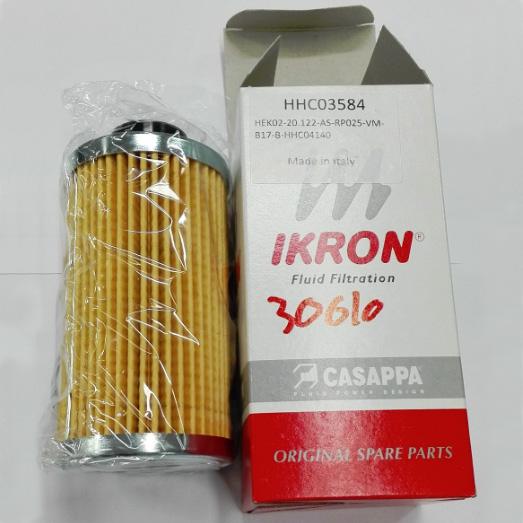 HHC03584
HEK02-20.122-AS-RP025-VM-
B17-B-HHC04140
Made in Italy
IKRON®
Fluid Filtration
30610
CASAPPA
FLUID POWER DESIGN
ORIGINAL SPARE PARTS